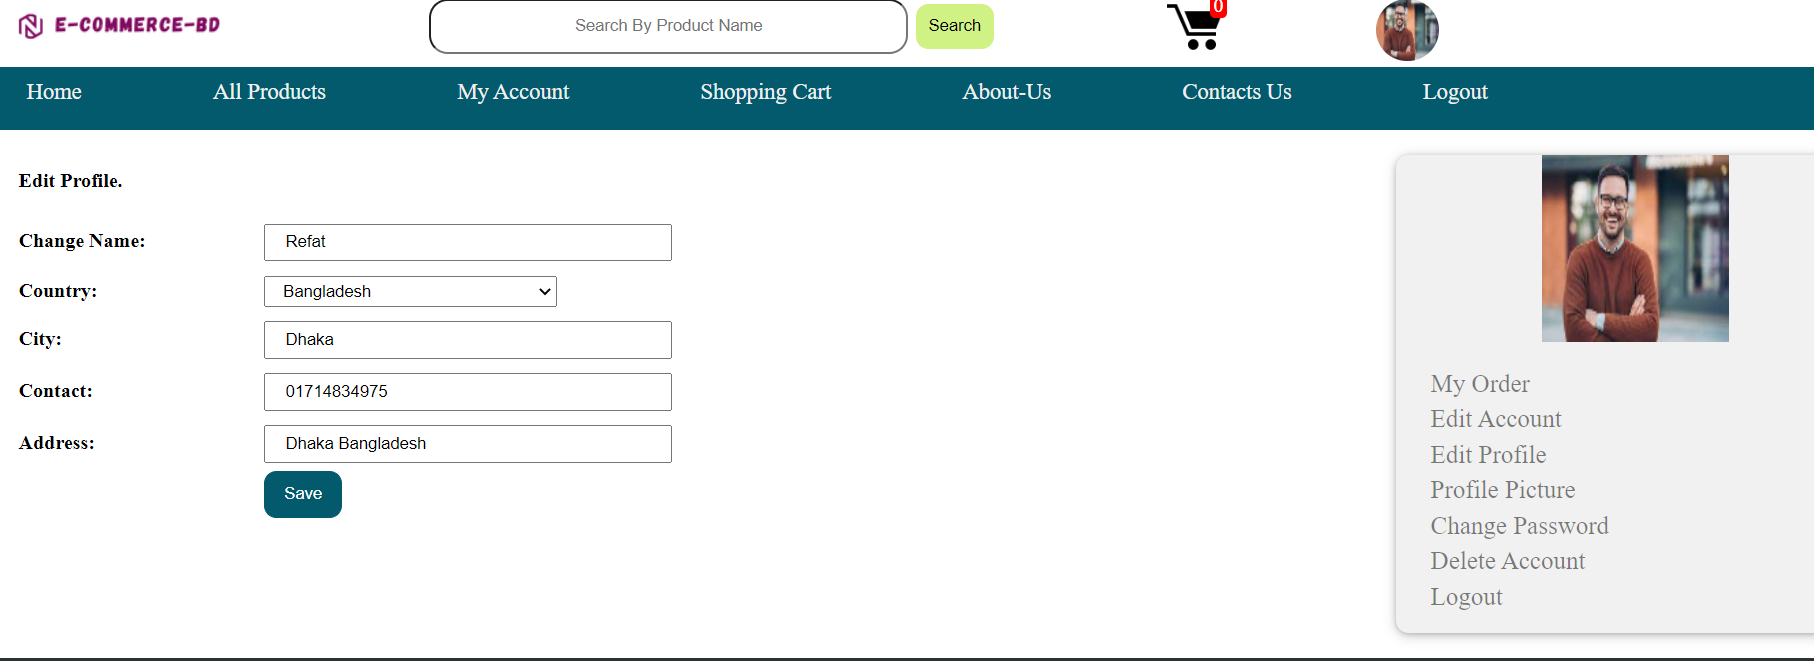 E-COMMERCE-BD
Search By Product Name
Search
0
Home All Products My Account Shopping Cart About-Us Contacts Us Logout
Edit Profile.
Change Name: Refat
Country: Bangladesh
City: Dhaka
Contact: 01714834975
Address: Dhaka Bangladesh
Save
My Order
Edit Account
Edit Profile
Profile Picture
Change Password
Delete Account
Logout